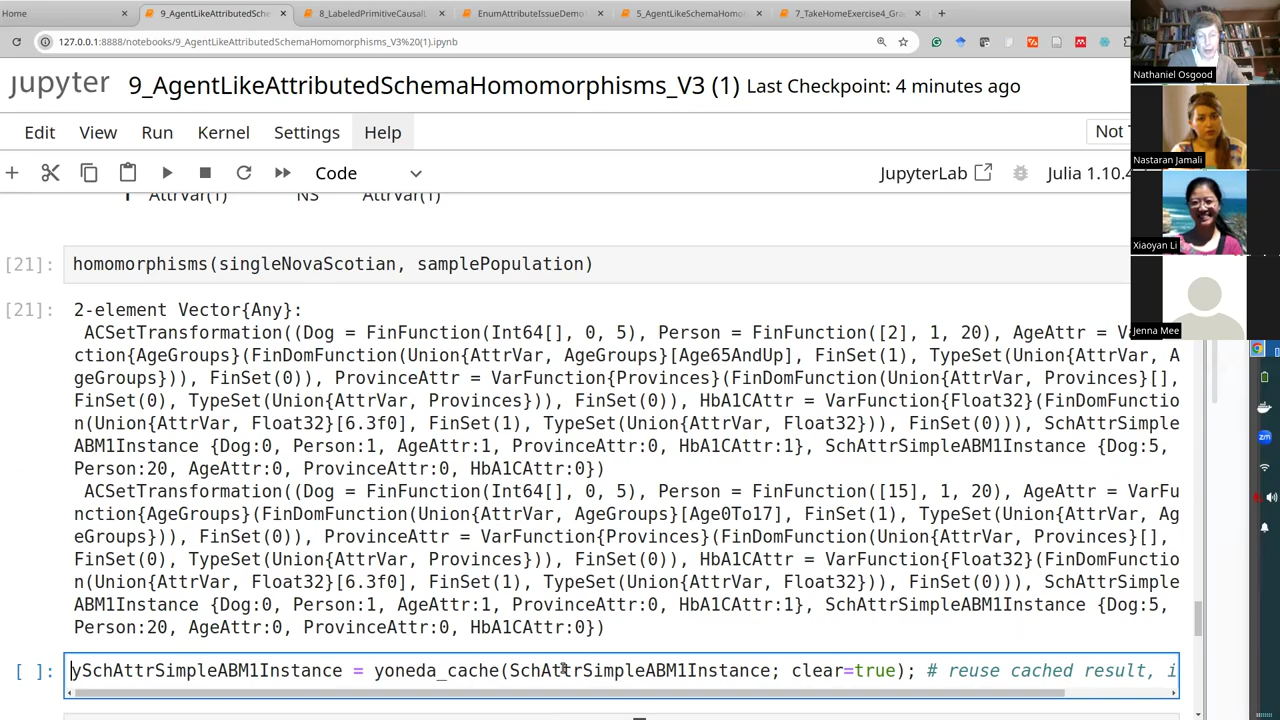 Home
9_AgentLikeAttributedSche
8_LabeledPrimitiveCausalL
EnumAttributeIssueDemo
5_AgentLikeSchemaHomom
7_TakeHomeExercise4_Gra
127.0.0.1:8888/notebooks/9_AgentLikeAttributedSchemaHomomorphisms_V3%20(1).ipynb
Nathaniel Osgood
jupyter 9_AgentLikeAttributedSchemaHomomorphisms_V3 (1) Last Checkpoint: 4 minutes ago
Edit View Run Kernel Settings Help Not T
Nastaran Jamali
Code JupyterLab Julia 1.10.4
1 AttrVar(1) NS AttrVar(1)
Xiaoyan Li
[21]: homomorphisms(singleNovaScotian, samplePopulation)
[21]: 2-element Vector{Any}:
Jenna Mee
ACSetTransformation((Dog = FinFunction(Int64[], 0, 5), Person = FinFunction([2], 1, 20), AgeAttr = V
ction{AgeGroups}(FinDomFunction(Union{AttrVar, AgeGroups}[Age65AndUp], FinSet(1), TypeSet(Union{AttrVar, A
geGroups})), FinSet(0)), ProvinceAttr = VarFunction{Provinces}(FinDomFunction(Union{AttrVar, Provinces}[],
FinSet(0), TypeSet(Union{AttrVar, Provinces})), FinSet(0)), HbA1CAttr = VarFunction{Float32}(FinDomFunctio
n(Union{AttrVar, Float32}[6.3f0], FinSet(1), TypeSet(Union{AttrVar, Float32})), FinSet(0))), SchAttrSimple
ABM1Instance {Dog:0, Person:1, AgeAttr:1, ProvinceAttr:0, HbA1CAttr:1}, SchAttrSimpleABM1Instance {Dog:5,
Person:20, AgeAttr:0, ProvinceAttr:0, HbA1CAttr:0})
ACSetTransformation((Dog = FinFunction(Int64[], 0, 5), Person = FinFunction([15], 1, 20), AgeAttr = VarFu
nction{AgeGroups}(FinDomFunction(Union{AttrVar, AgeGroups}[Age0To17], FinSet(1), TypeSet(Union{AttrVar, Ag
eGroups})), FinSet(0)), ProvinceAttr = VarFunction{Provinces}(FinDomFunction(Union{AttrVar, Provinces}[],
FinSet(0), TypeSet(Union{AttrVar, Provinces})), FinSet(0)), HbA1CAttr = VarFunction{Float32}(FinDomFunctio
n(Union{AttrVar, Float32}[6.3f0], FinSet(1), TypeSet(Union{AttrVar, Float32})), FinSet(0))), SchAttrSimple
ABM1Instance {Dog:0, Person:1, AgeAttr:1, ProvinceAttr:0, HbA1CAttr:1}, SchAttrSimpleABM1Instance {Dog:5,
Person:20, AgeAttr:0, ProvinceAttr:0, HbA1CAttr:0})
[ ]: ySchAttrSimpleABM1Instance = yoneda_cache(SchAttrSimpleABM1Instance; clear=true); # reuse cached result, i